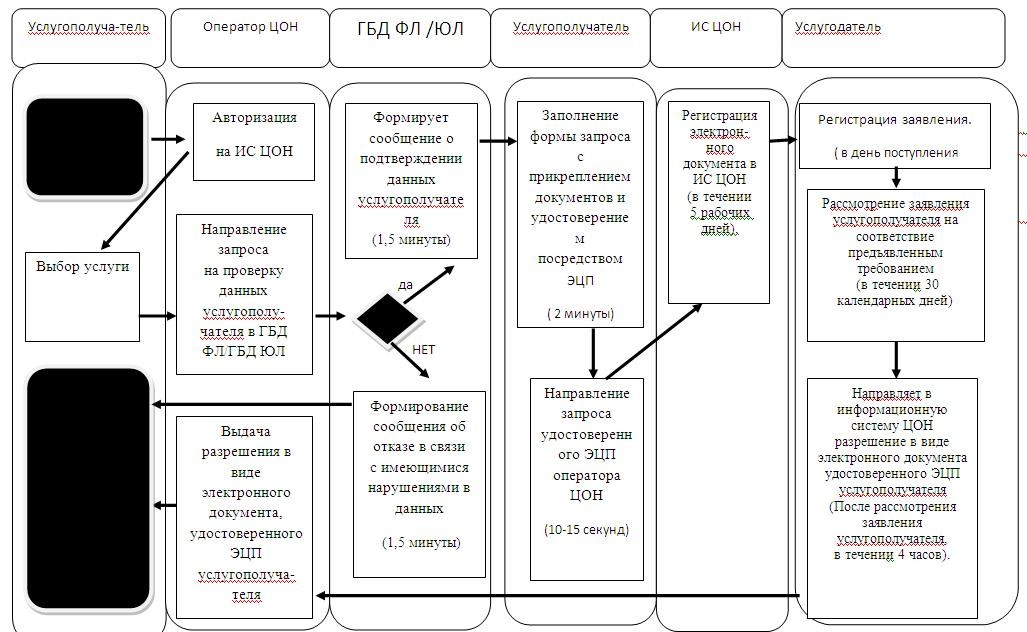 Услугополуча-тель
Оператор ЦОН
ГБД ФЛ /ЮЛ
Услугополучатель
ИС ЦОН
Услугодатель
Авторизация
на ИС ЦОН
Выбор услуги
Направление
запроса
на проверку
данных
услугополу-
чателя в ГБД
ФЛ/ГБД ЮЛ
Выдача
разрешения в
виде
электронного
документа,
удостоверенного
ЭЦП
услугополуча-
теля
Формирует
сообщение о
подтверждении
данных
услугополучате
ля
(1,5 минуты)
да
НЕТ
Формирование
сообщения об
отказе в связи
с имеющимися
нарушениями в
данных
(1,5 минуты)
Заполнение
формы запроса
с
прикреплением
документов и
удостоверение
м
посредством
ЭЦП
( 2 минуты)
Направление
запроса
удостоверенн
ого ЭЦП
оператора
ЦОН
(10-15 секунд)
Регистрация
электрон-
ного
документа в
ИС ЦОН
(в течении
5 рабочих
дней).
Регистрация заявления.
( в день поступления
Рассмотрение заявления
услугополучателя на
соответствие
предъявленным
требованием
(в течении 30
календарных дней)
Направляет в
информационную
систему ЦОН
разрешение в виде
электронного документа
удостоверенного ЭЦП
услугополучателя
(После рассмотрения
заявления
услугополучателя,
в течении 4 часов).